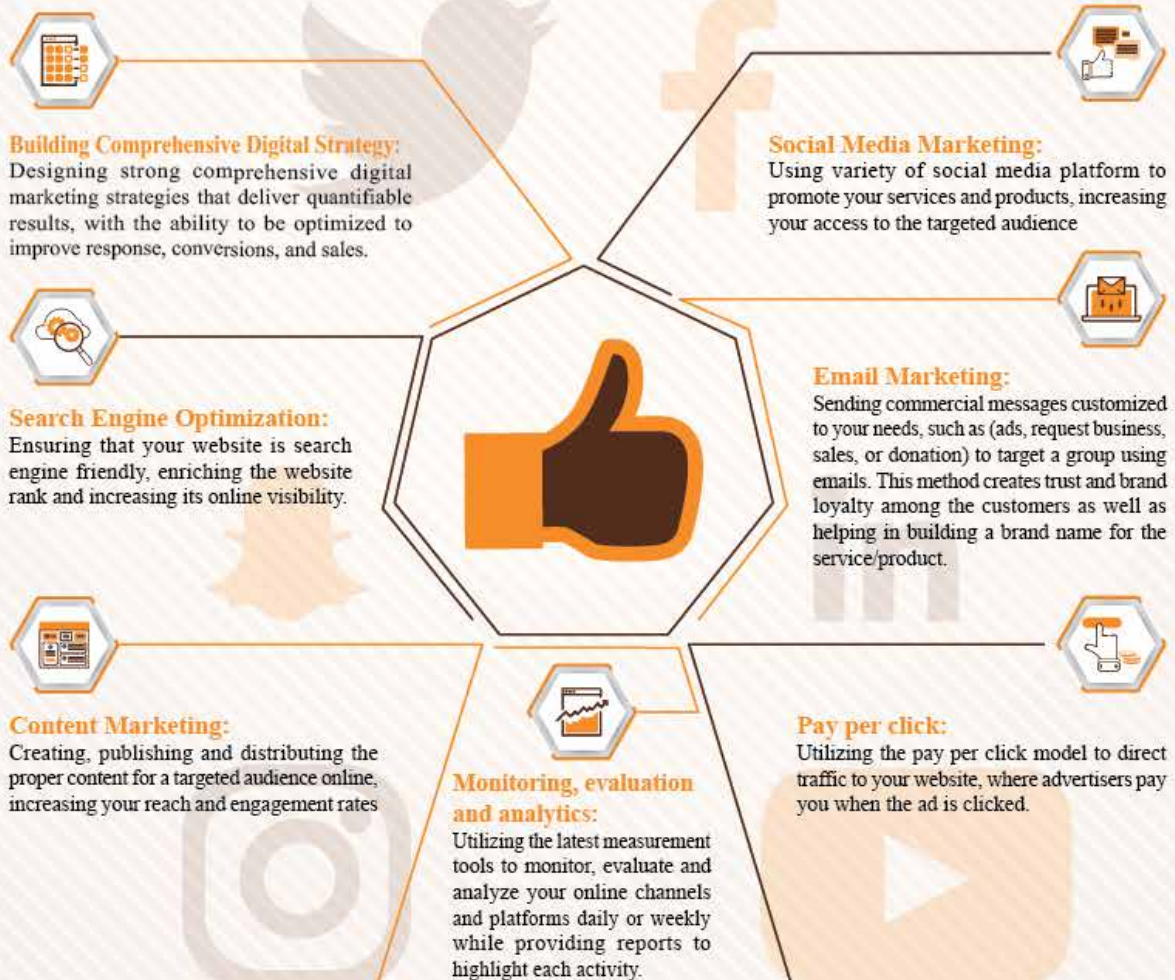 Building Comprehensive Digital Strategy:
Designing strong comprehensive digital
marketing strategies that deliver quantifiable
results, with the ability to be optimized to
improve response, conversions, and sales.
Social Media Marketing:
Using variety of social media platform to
promote your services and products, increasing
your access to the targeted audience
Search Engine Optimization:
Ensuring that your website is search
engine friendly, enriching the website
rank and increasing its online visibility.
Email Marketing:
Sending commercial messages customized
to your needs, such as (ads, request business,
sales, or donation) to target a group using
emails. This method creates trust and brand
loyalty among the customers as well as
helping in building a brand name for the
service/product.
Content Marketing:
Creating, publishing and distributing the
proper content for a targeted audience online,
increasing your reach and engagement rates
Monitoring, evaluation
and analytics:
Utilizing the latest measurement
tools to monitor, evaluate and
analyze your online channels
and platforms daily or weekly
while providing reports to
highlight each activity.
Pay per click:
Utilizing the pay per click model to direct
traffic to your website, where advertisers pay
you when the ad is clicked.